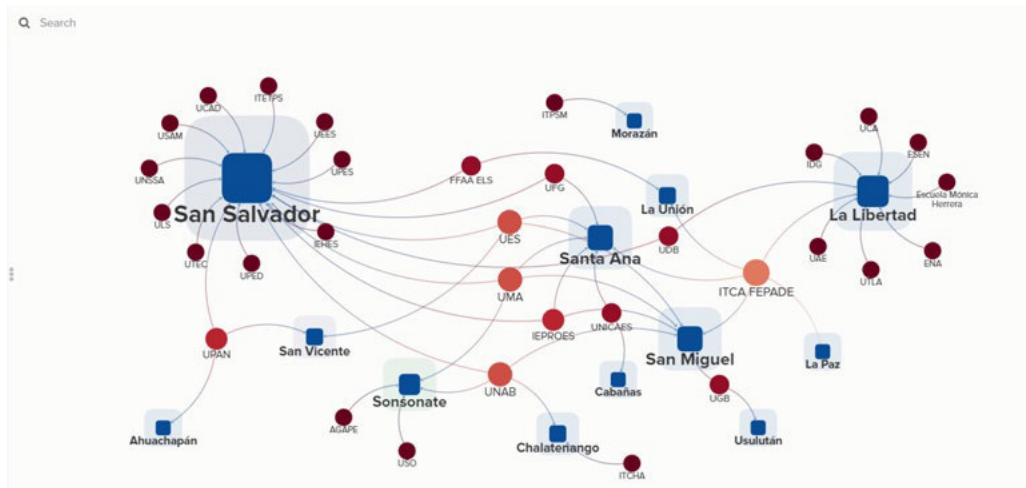 Search
ITETPS
UCAD
USAM
UEES
UPES
UNSSA
ULS
San Salvador
IEHES
UTEC
UPED
FFAA ELS
UFG
ITPSM
Morazán
La Unión
UES
Santa Ana
UDB
UMA
ITCA FEPADE
UCA
ESEN
IDG
Escuela Mónica
Herrera
La Libertad
UAE
UTLA
ENA
UPAN
San Vicente
IEPROES
UNICAES
San Miguel
La Paz
Sonsonate
UNAB
Cabañas
UGB
Ahuachapán
AGAPE
USO
Chalateriango
Usulután
ITCHA